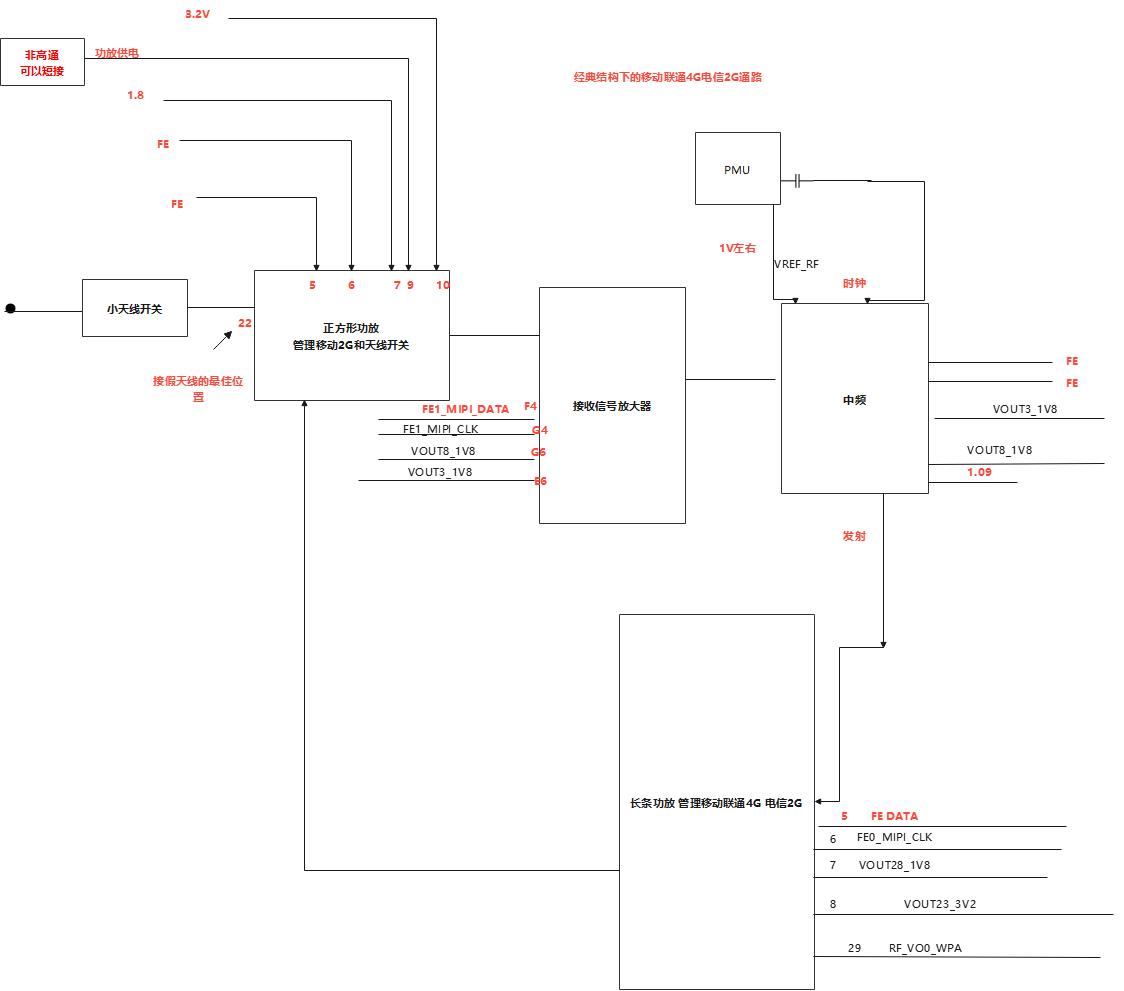 3.2V
非高通
可以短接
功放供电
经典结构下的移动联通4G电信2G通路
1.8
FE
PMU
FE
1V左右
VREF_RF
时钟
5 6 7 9 10
小天线开关
22
正方形功放
管理移动2G和天线开关
接假天线的最佳位
置
FE1_MIPI_DATA F4
FE1_MIPI_CLK G4
VOUT8_1V8 G6
VOUT3_1V8 E6
接收信号放大器
中频
FE
FE
VOUT3_1V8
VOUT8_1V8
1.09
发射
长条功放 管理移动联通4G 电信2G
5 FE DATA
6 FE0_MIPI_CLK
7 VOUT28_1V8
8 VOUT23_3V2
29 RF_VO0_WPA